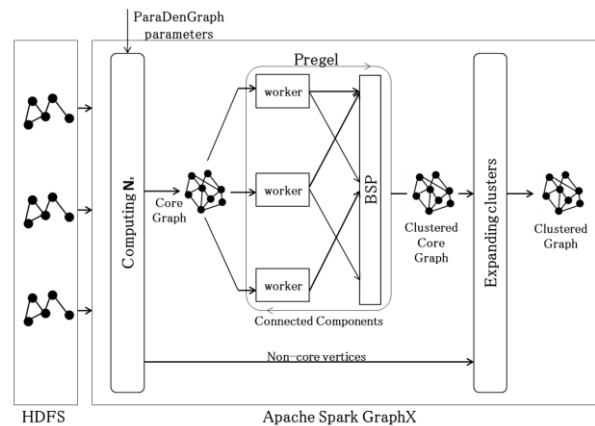 ParaDenGraph
parameters
Pregel
worker
worker
worker
BSP
Computing Nε
Core
Graph
Clustered
Core
Graph
Expanding clusters
Clustered
Graph
Connected Components
Non-core vertices
HDFS
Apache Spark GraphX